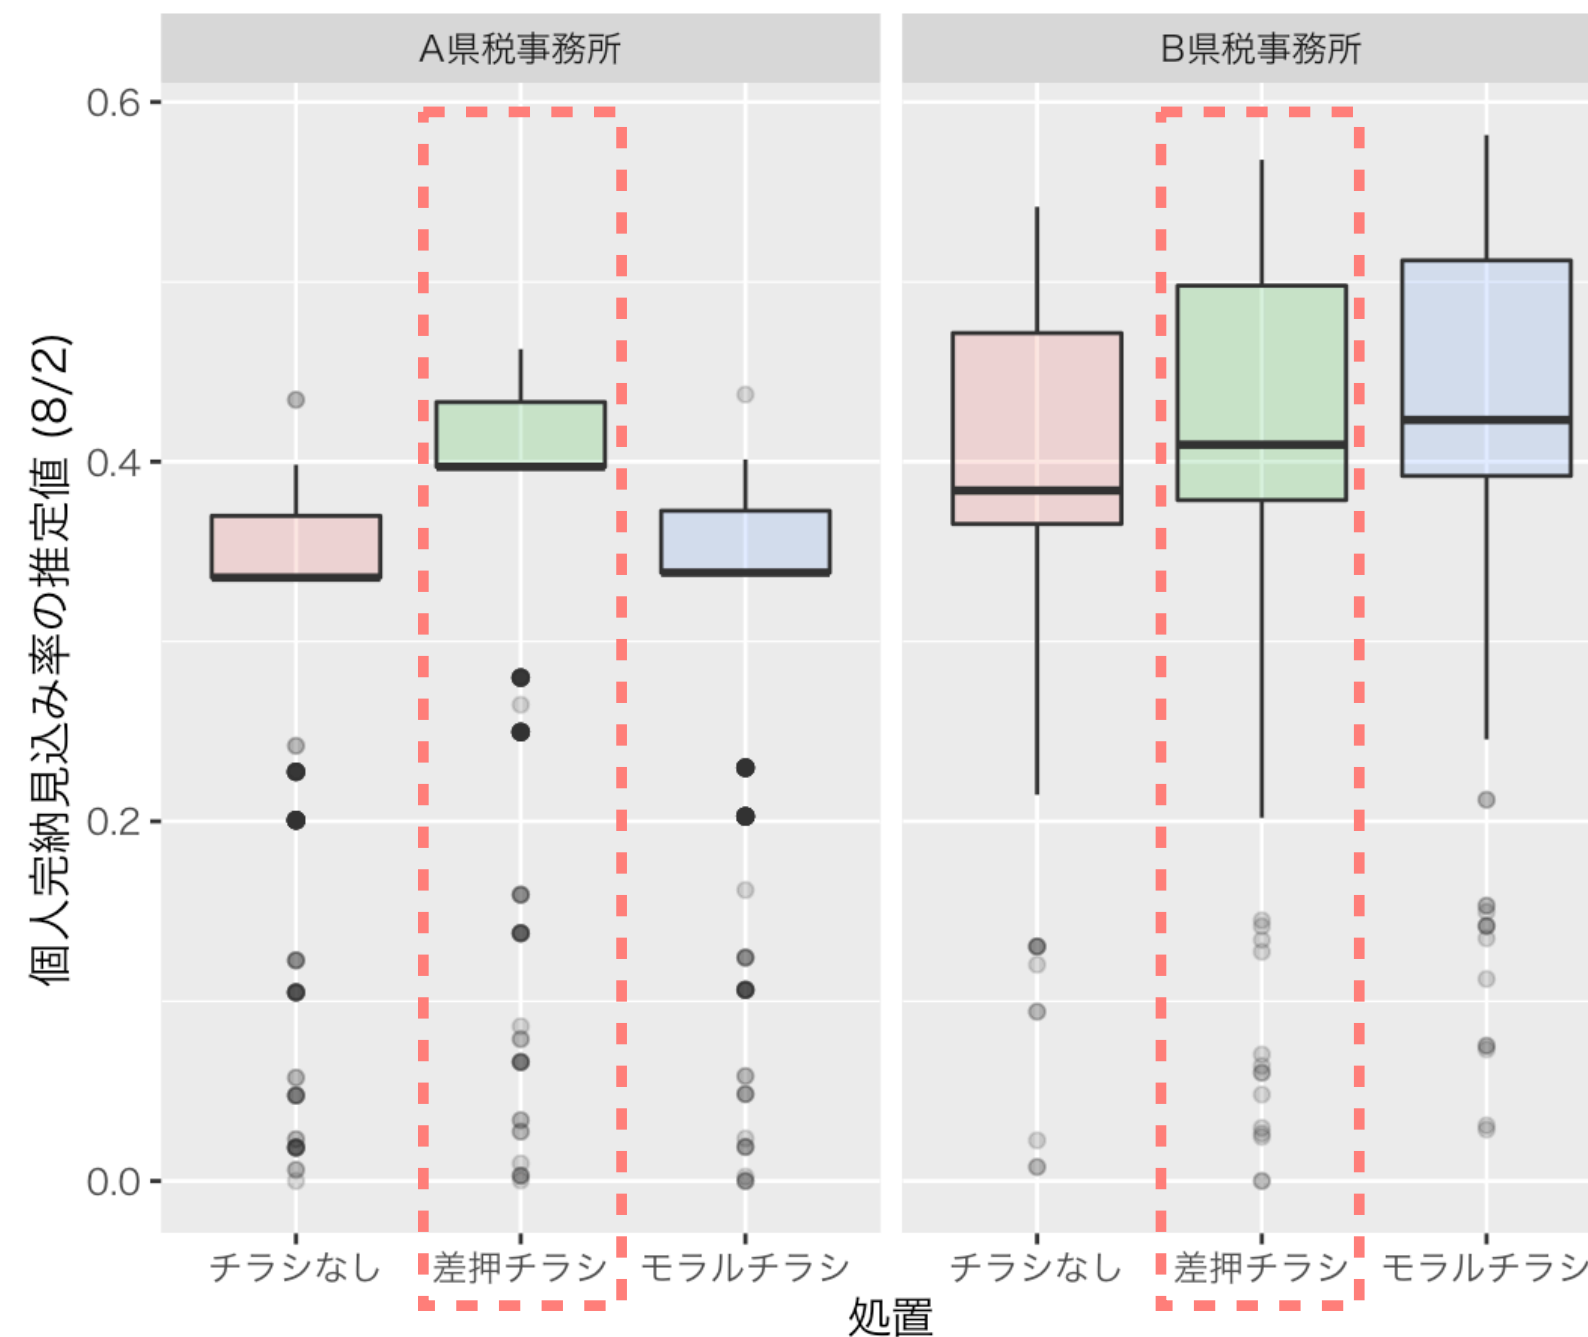 A県税事務所
B県税事務所
個人完納見込み率の推定値 (8/2)
0.6
0.4
0.2
0.0
チラシなし
差押チラシ
モラルチラシ
チラシなし
差押チラシ
モラルチラシ
処置